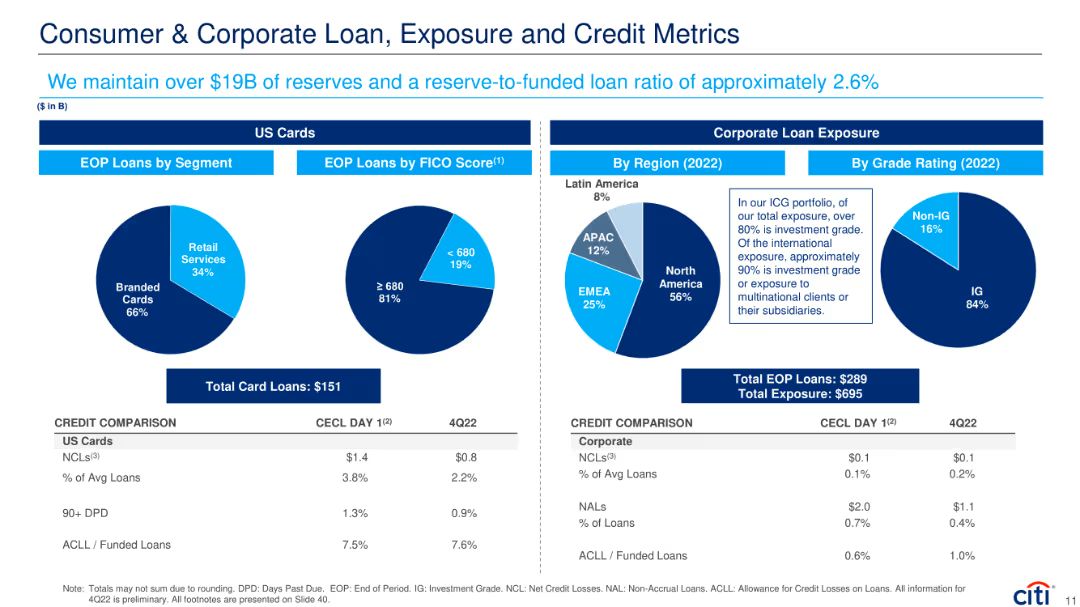 Consumer & Corporate Loan, Exposure and Credit Metrics
We maintain over $19B of reserves and a reserve-to-funded loan ratio of approximately 2.6%
($ in B)
US Cards
EOP Loans by Segment
EOP Loans by FICO Score(1)
Retail
Services
34%
Branded
Cards
66%
< 680
19%
≥ 680
81%
Total Card Loans: $151
CREDIT COMPARISON CECL DAY 1(2) 4Q22
US Cards
NCLs(3) $1.4 $0.8
% of Avg Loans 3.8% 2.2%
90+ DPD 1.3% 0.9%
ACLL / Funded Loans 7.5% 7.6%
Corporate Loan Exposure
By Region (2022)
By Grade Rating (2022)
Latin America
8%
APAC
12%
EMEA
25%
North
America
56%
In our ICG portfolio, of
our total exposure, over
80% is investment grade.
Of the international
exposure, approximately
90% is investment grade
or exposure to
multinational clients or
their subsidiaries.
Non-IG
16%
IG
84%
Total EOP Loans: $289
Total Exposure: $695
CREDIT COMPARISON CECL DAY 1(2) 4Q22
Corporate
NCLs(3) $0.1 $0.1
% of Avg Loans 0.1% 0.2%
NALs $2.0 $1.1
% of Loans 0.7% 0.4%
ACLL / Funded Loans 0.6% 1.0%
Note: Totals may not sum due to rounding. DPD: Days Past Due. EOP: End of Period. IG: Investment Grade. NCL: Net Credit Losses. NAL: Non-Accrual Loans. ACLL: Allowance for Credit Losses on Loans. All information for
4Q22 is preliminary. All footnotes are presented on Slide 40.
citi
11